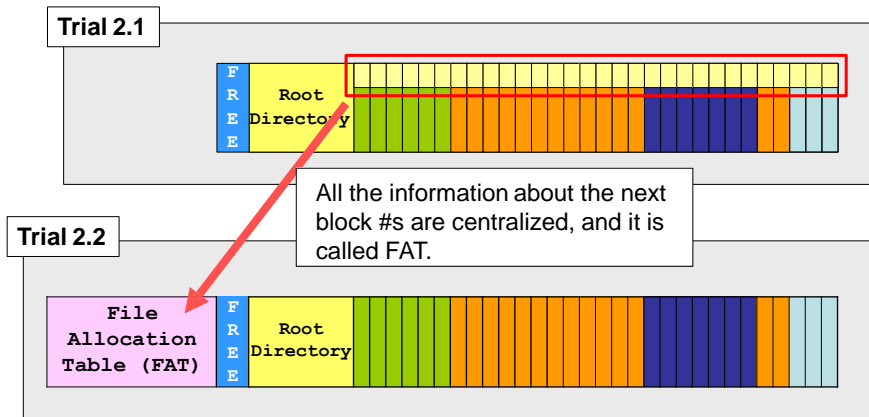 Trial 2.1
F
R
E
E
Root
Directory
All the information about the next
block #s are centralized, and it is
called FAT.
Trial 2.2
File
Allocation
Table (FAT)
F
R
E
E
Root
Directory